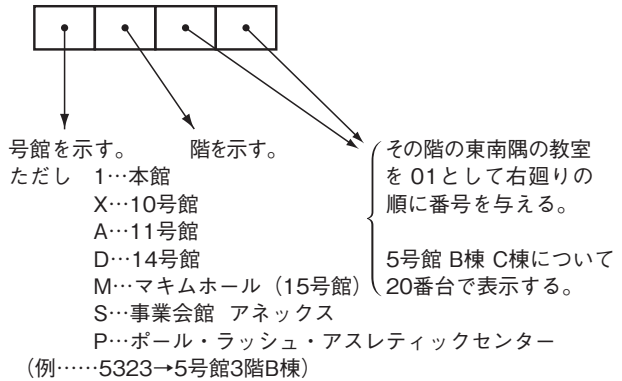 号館を示す。
階を示す。
ただし 1…本館
X…10号館
A…11号館
D…14号館
M…マキムホール（15号館）
S…事業会館 アネックス
P…ポール・ラッシュ・アスレティックセンター
（例……5323→5号館3階B棟）
その階の東南隅の教室
を 01として右廻りの
順に番号を与える。
5号館 B棟 C棟について
20番台で表示する。